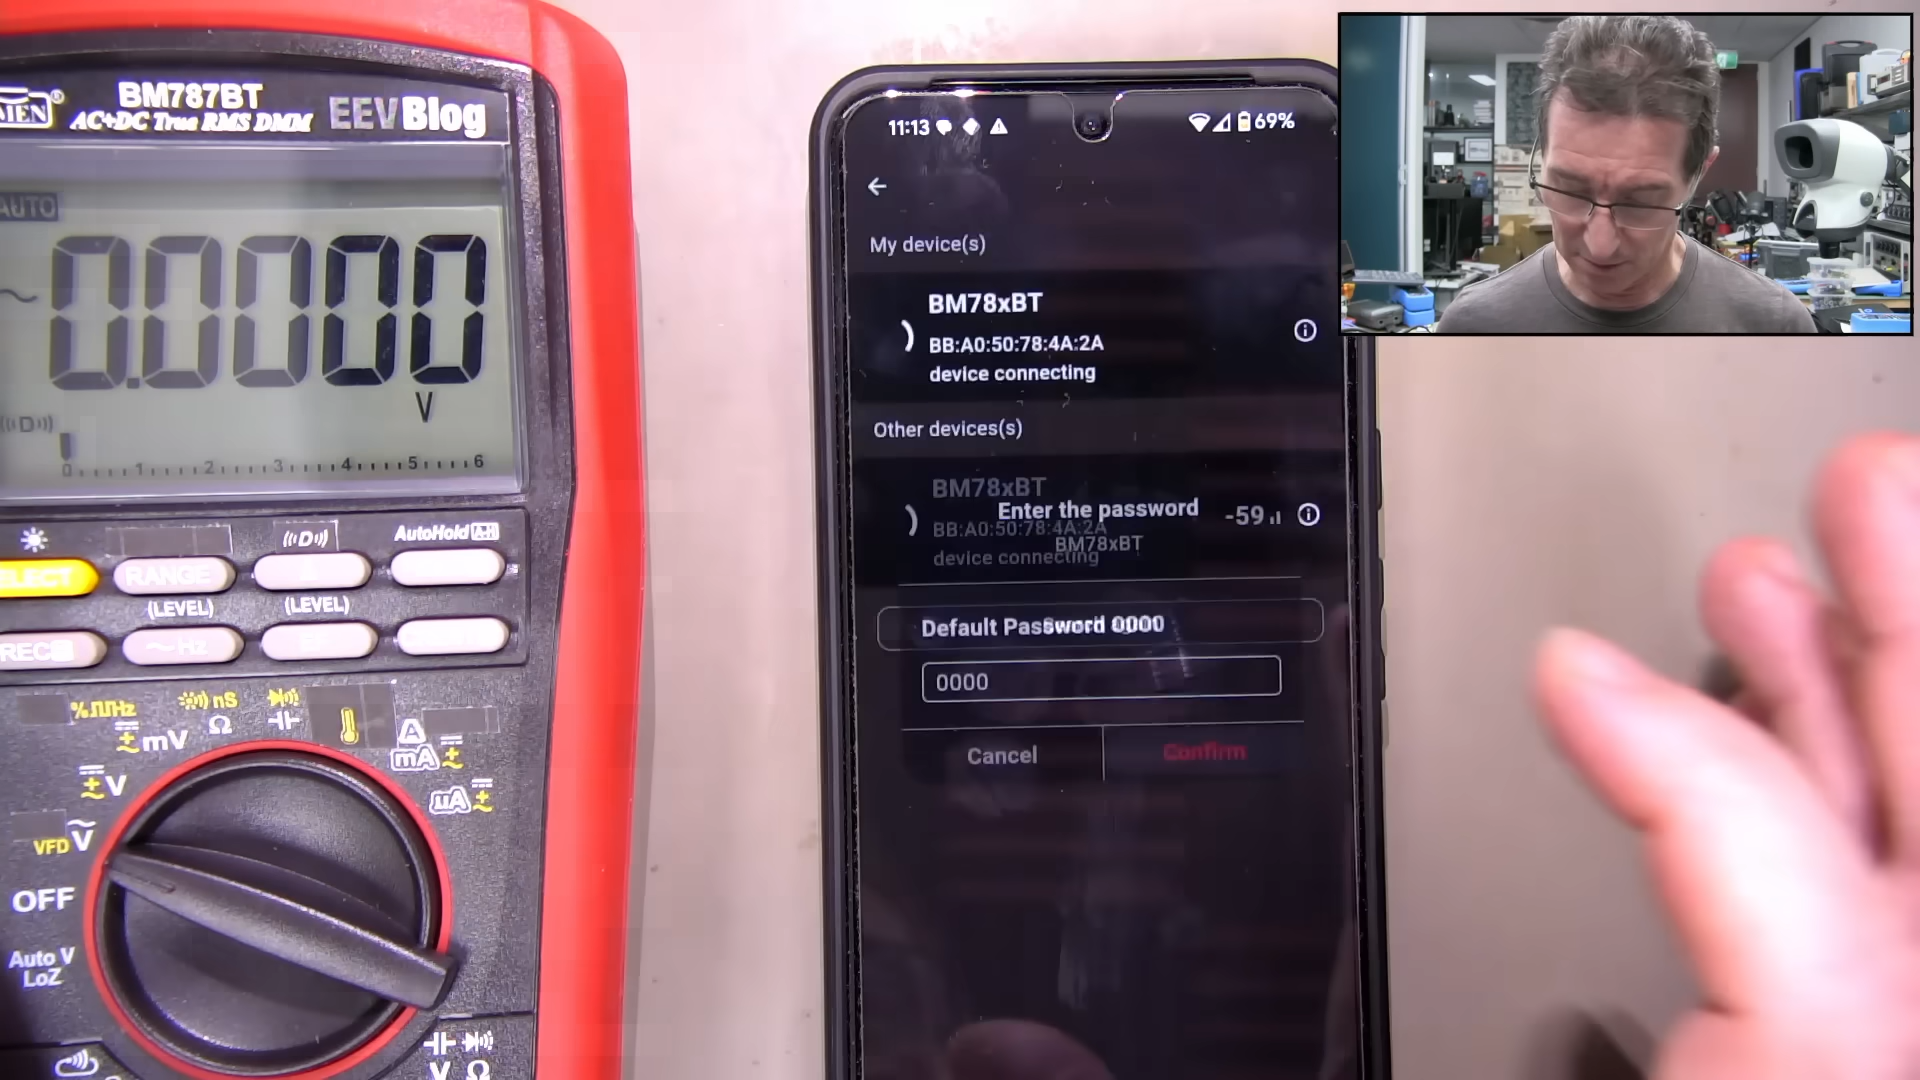 BM787BT
AC+DC True RMS DMM
EEVBlog
AUTO
0.0000
V
0 1 2 3 4 5 6
AutoHold
RANGE
(LEVEL)
(LEVEL)
REC
~ Hz
% Hz
nS
Ω
mV
A
mA
µA
V
VFD V
OFF
Auto V
LoZ
V Ω
11:13
69%
My device(s)
BM78xBT
BB:A0:50:78:4A:2A
device connecting
Other devices(s)
BM78xBT
BB:A0:50:78:4A:2A
device connecting
-59
Enter the password
BM78xBT
Default Password 0000
0000
Cancel
Confirm